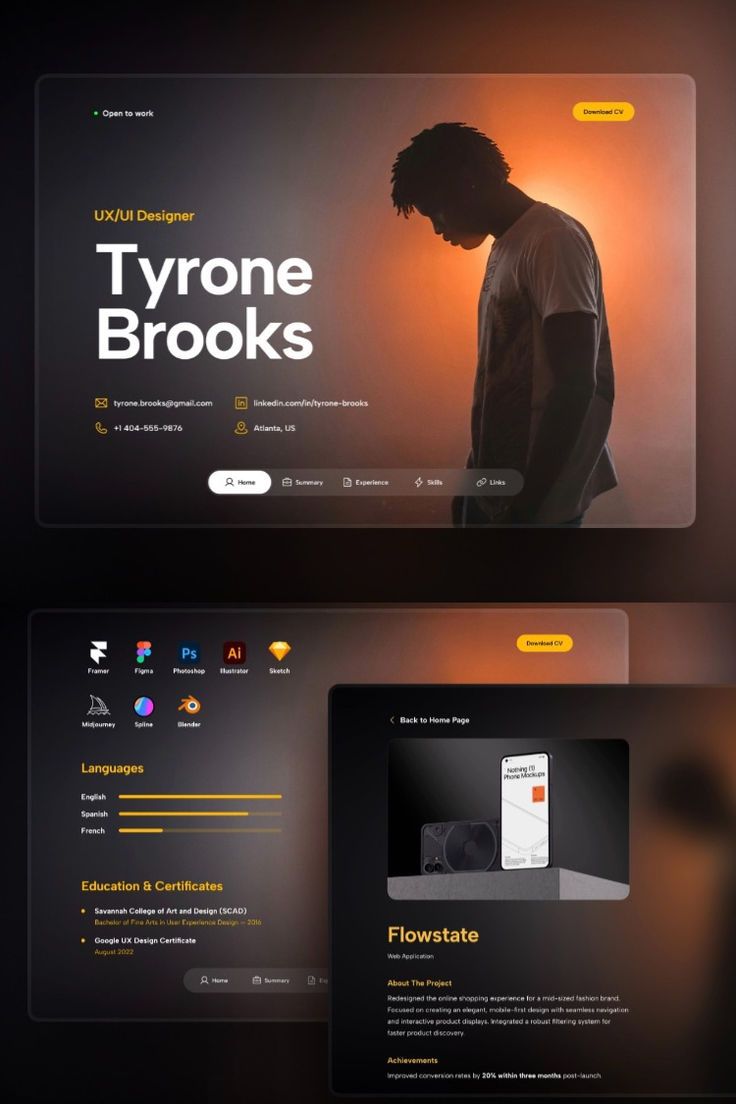 Open to work
Download CV
UX/UI Designer
Tyrone
Brooks
tyrone.brooks@gmail.com
linkedin.com/in/tyrone-brooks
+1 404-555-9876
Atlanta, US
Home
Summary
Experience
Skills
Links
Download CV
Ps
Ai
Framer
Figma
Photoshop
Illustrator
Sketch
Midjourney
Spline
Blender
Languages
English
Spanish
French
Education & Certificates
Savannah College of Art and Design (SCAD)
Bachelor of Fine Arts in User Experience Design — 2016
Google UX Design Certificate
August 2022
Home
Summary
Back to Home Page
Nothing (1)
Phone Mockups
Flowstate
Web Application
About The Project
Redesigned the online shopping experience for a mid-sized fashion brand.
Focused on creating an elegant, mobile-first design with seamless navigation
and interactive product displays. Integrated a robust filtering system for
faster product discovery.
Achievements
Improved conversion rates by 20% within three months post-launch